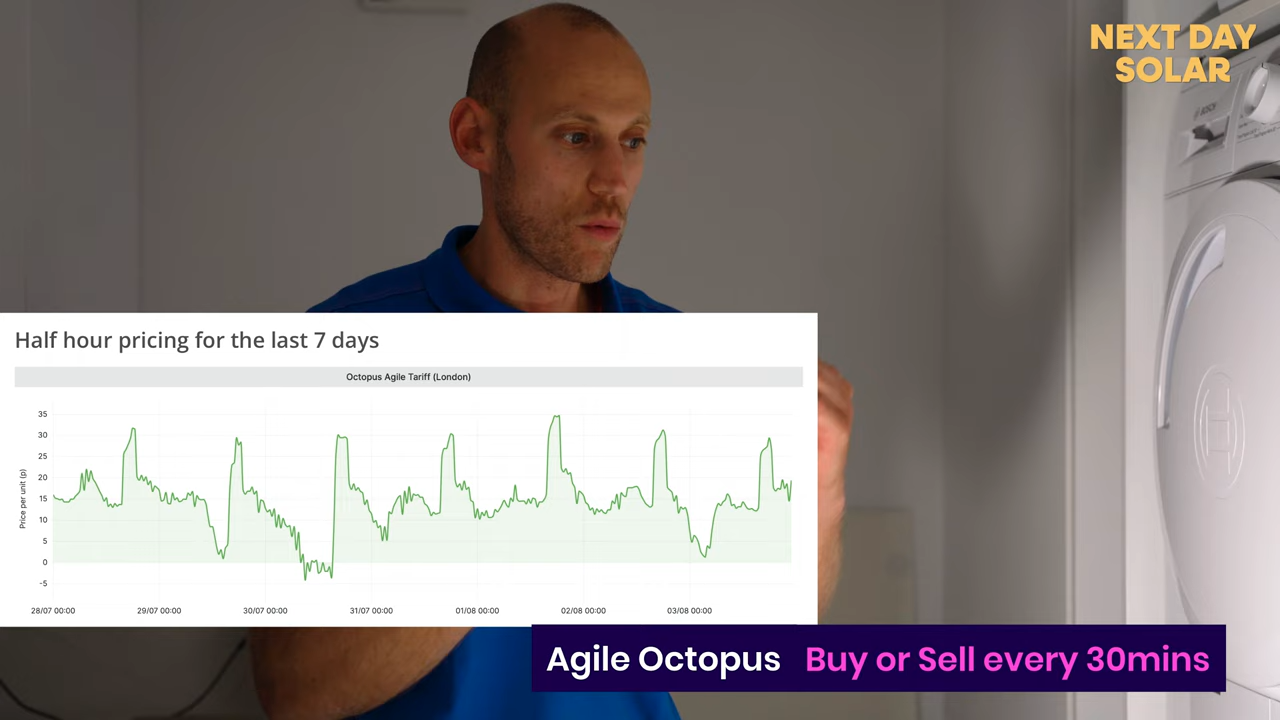 NEXT DAY
SOLAR
BOSCH
Half hour pricing for the last 7 days
Octopus Agile Tariff (London)
Price per unit (p)
35
30
25
20
15
10
5
0
-5
28/07 00:00
29/07 00:00
30/07 00:00
31/07 00:00
01/08 00:00
02/08 00:00
03/08 00:00
Agile Octopus Buy or Sell every 30mins